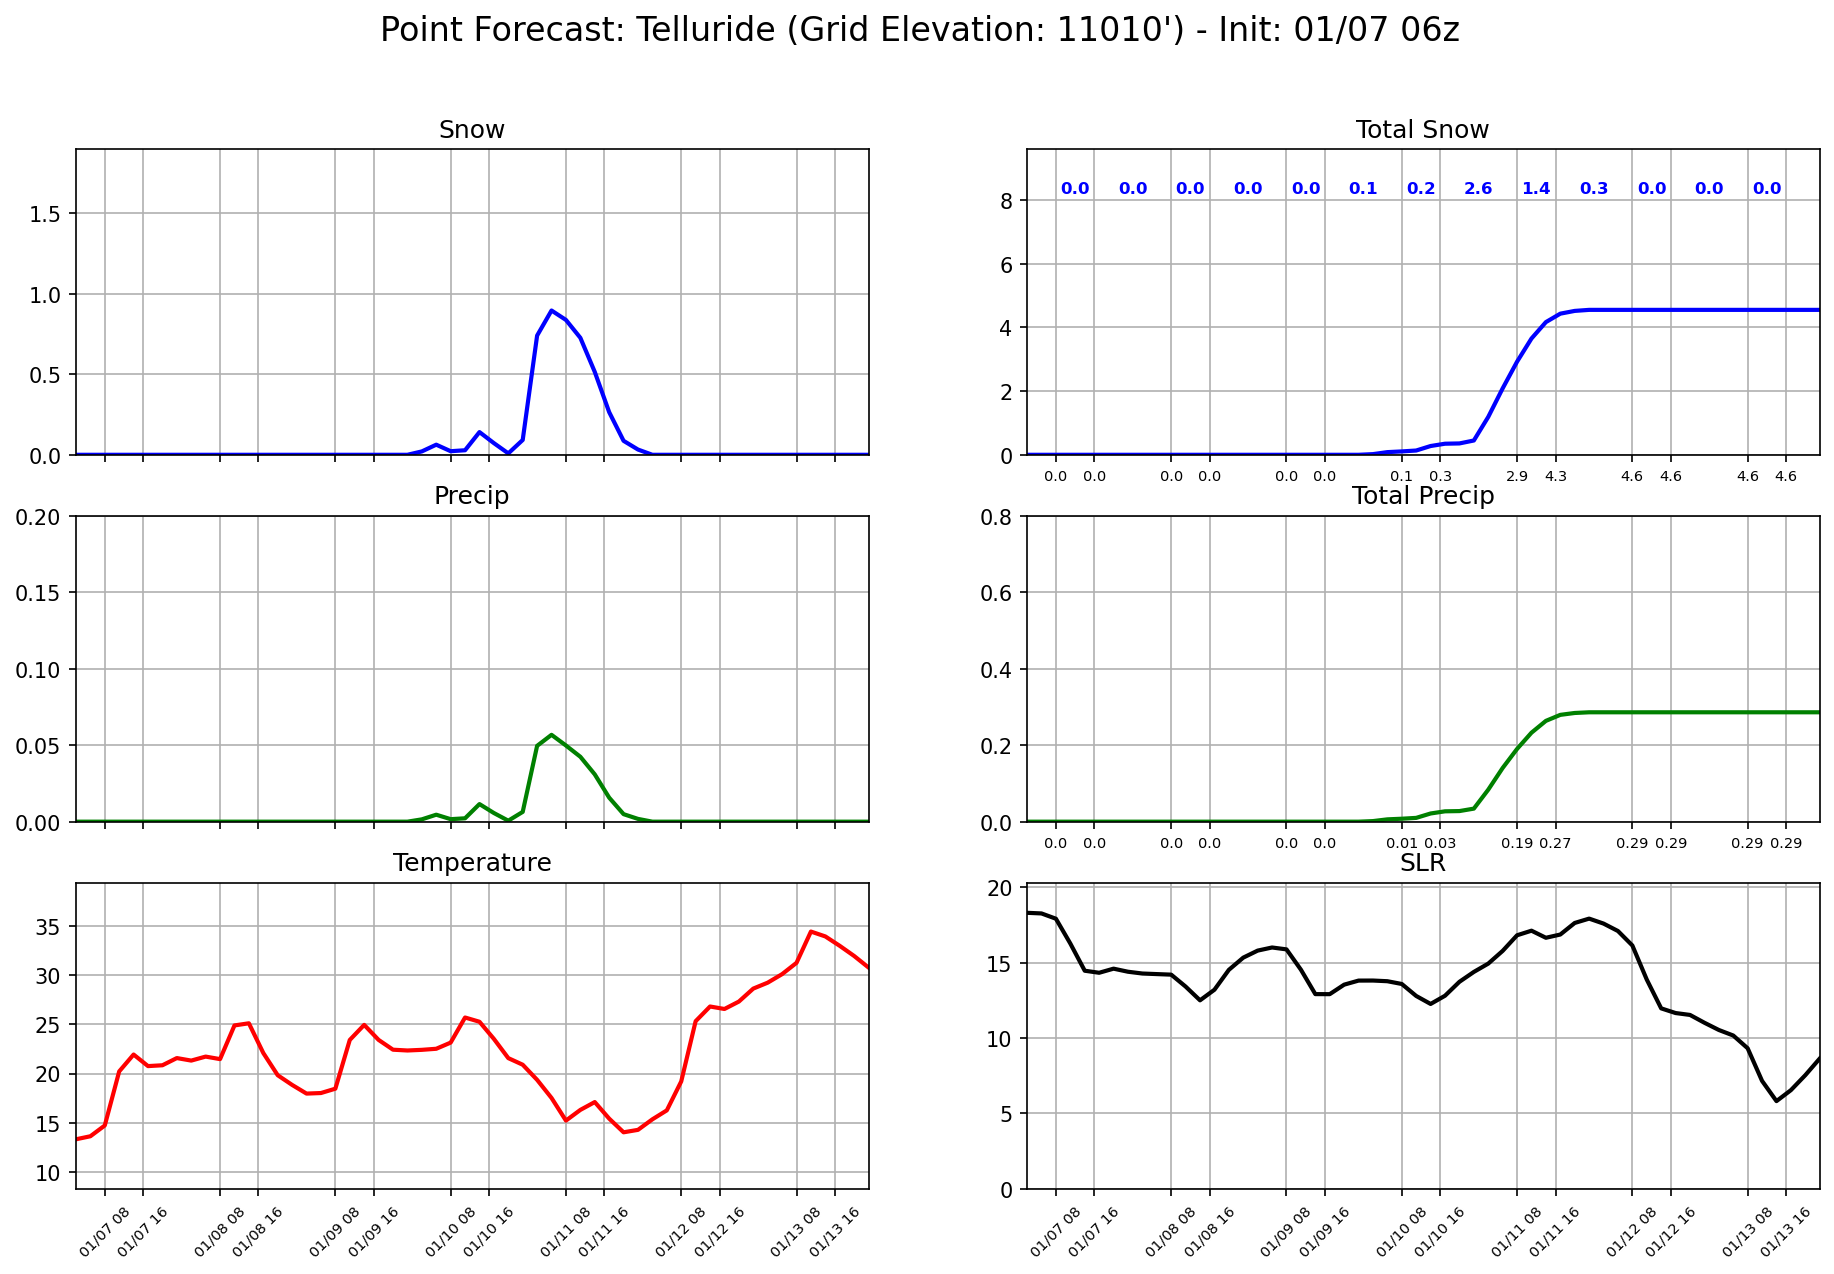 Point Forecast: Telluride (Grid Elevation: 11010') - Init: 01/07 06z
Snow
1.5
1.0
0.5
0.0
Total Snow
0.0 0.0 0.0 0.0 0.0 0.1 0.2 2.6 1.4 0.3 0.0 0.0 0.0
8
6
4
2
0
0.0 0.0 0.0 0.0 0.0 0.0 0.1 0.3 2.9 4.3 4.6 4.6 4.6 4.6
Precip
0.20
0.15
0.10
0.05
0.00
Total Precip
0.8
0.6
0.4
0.2
0.0
0.0 0.0 0.0 0.0 0.0 0.0 0.01 0.03 0.19 0.27 0.29 0.29 0.29 0.29
Temperature
35
30
25
20
15
10
01/07 08 01/07 16 01/08 08 01/08 16 01/09 08 01/09 16 01/10 08 01/10 16 01/11 08 01/11 16 01/12 08 01/12 16 01/13 08 01/13 16
SLR
20
15
10
5
0
01/07 08 01/07 16 01/08 08 01/08 16 01/09 08 01/09 16 01/10 08 01/10 16 01/11 08 01/11 16 01/12 08 01/12 16 01/13 08 01/13 16